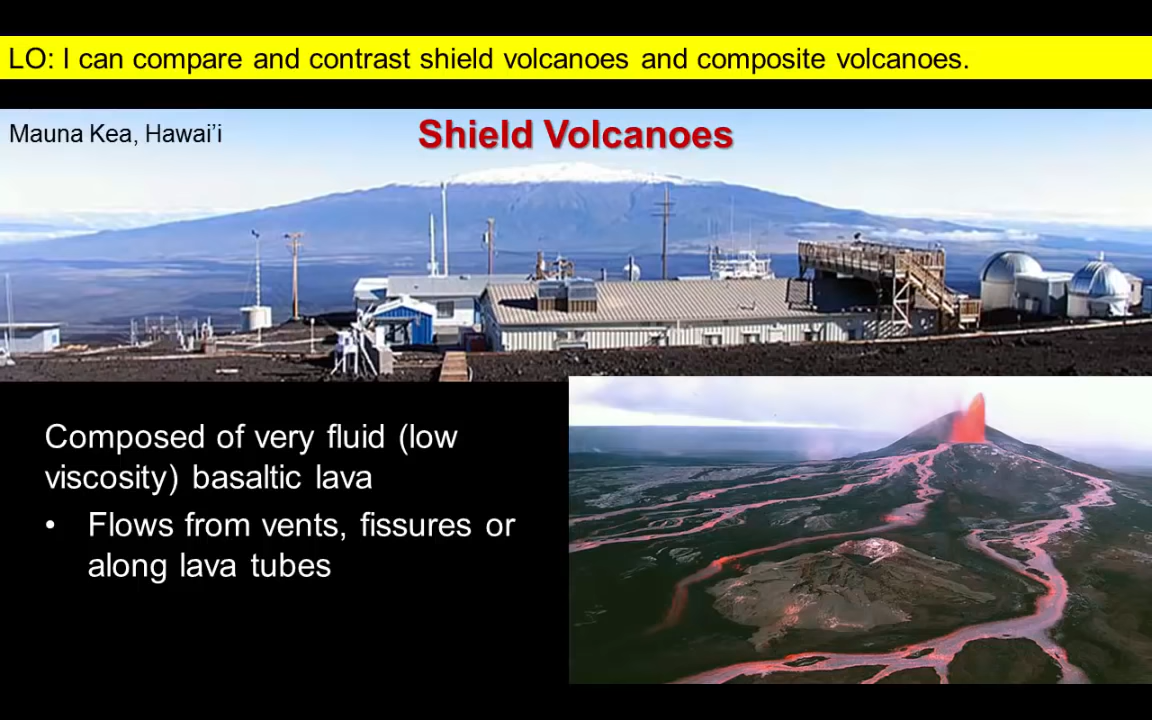 LO: I can compare and contrast shield volcanoes and composite volcanoes.
Mauna Kea, Hawai’i
Shield Volcanoes
Composed of very fluid (low
viscosity) basaltic lava
• Flows from vents, fissures or
along lava tubes